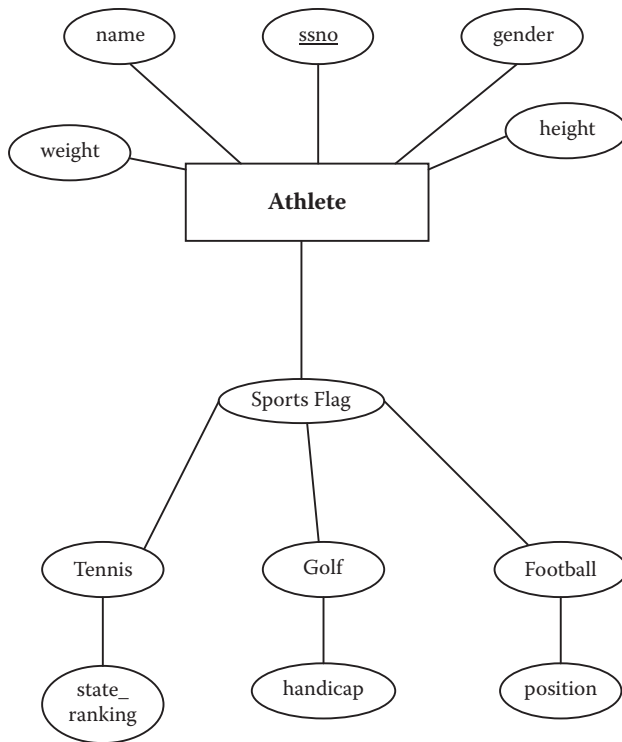 name
ssno
gender
weight
height
Athlete
Sports Flag
Tennis
Golf
Football
state_
ranking
handicap
position